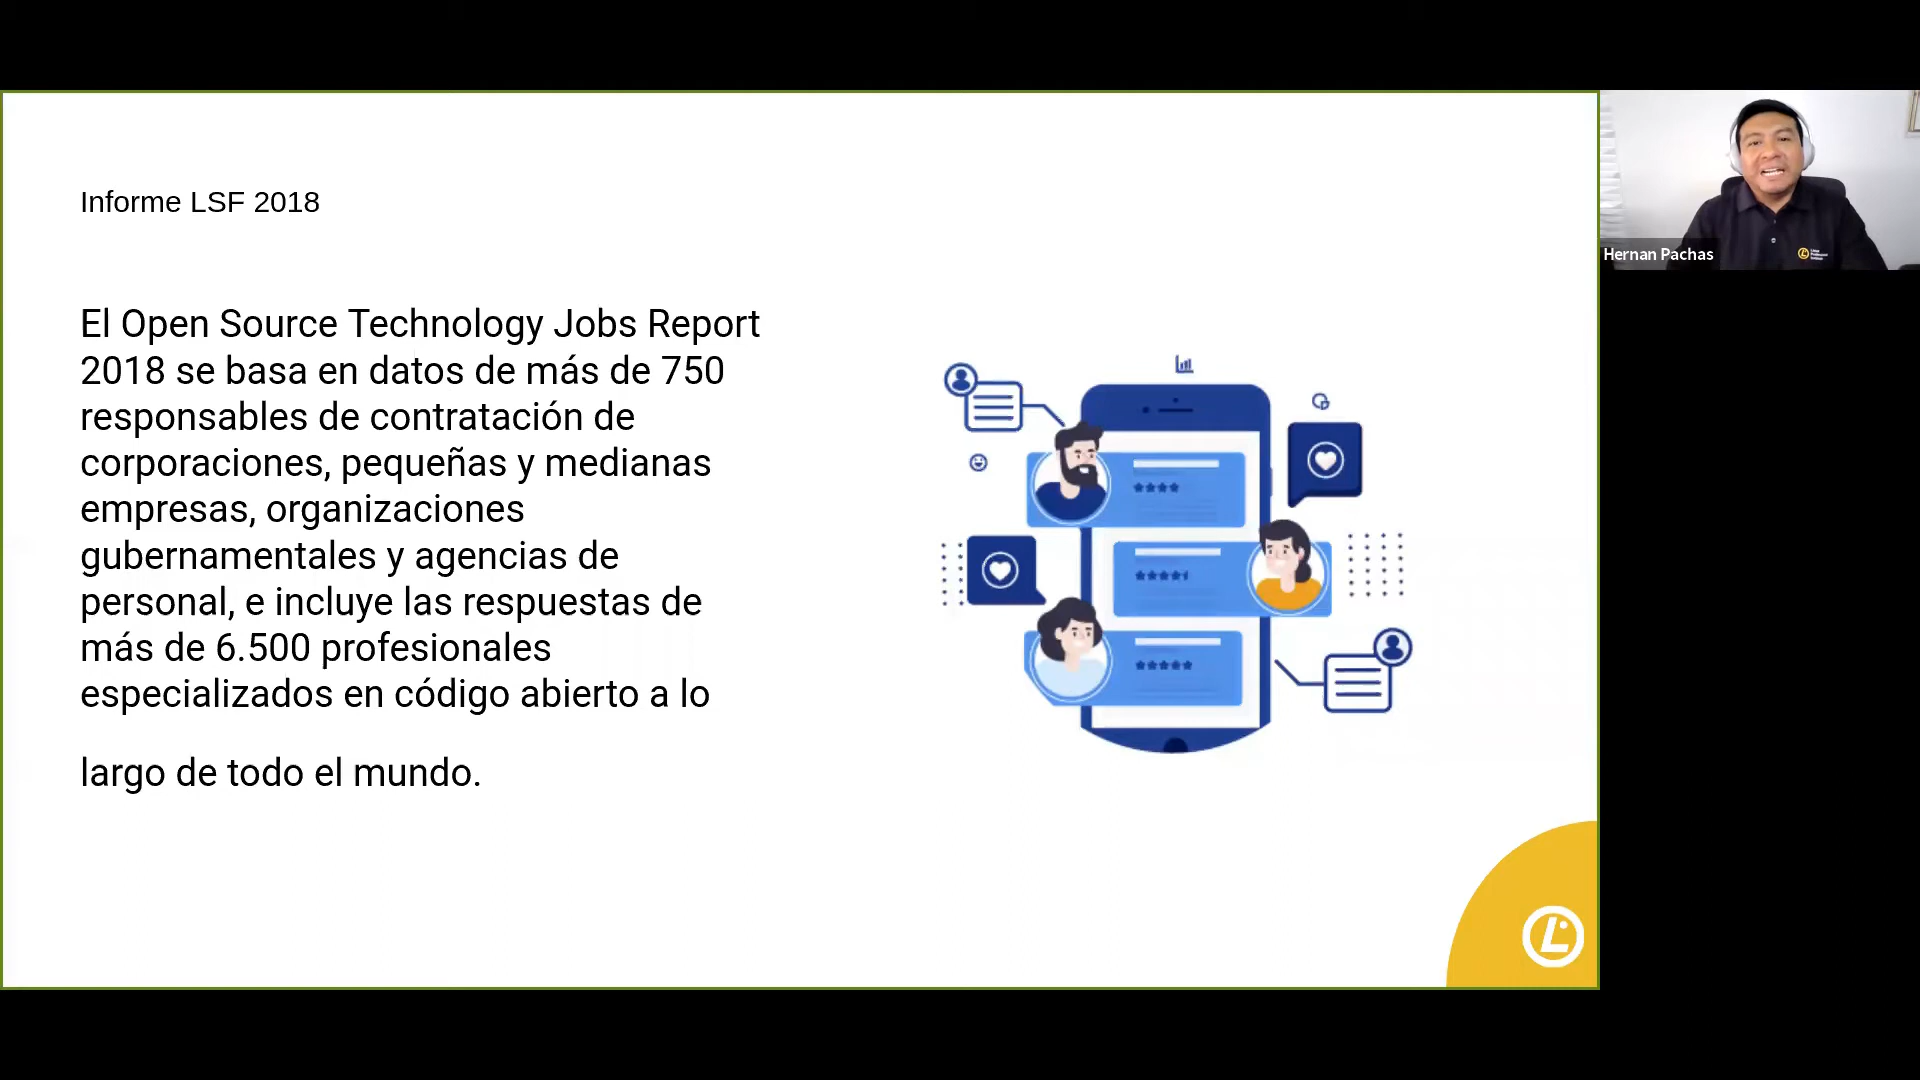 Informe LSF 2018
El Open Source Technology Jobs Report
2018 se basa en datos de más de 750
responsables de contratación de
corporaciones, pequeñas y medianas
empresas, organizaciones
gubernamentales y agencias de
personal, e incluye las respuestas de
más de 6.500 profesionales
especializados en código abierto a lo
largo de todo el mundo.
Hernan Pachas